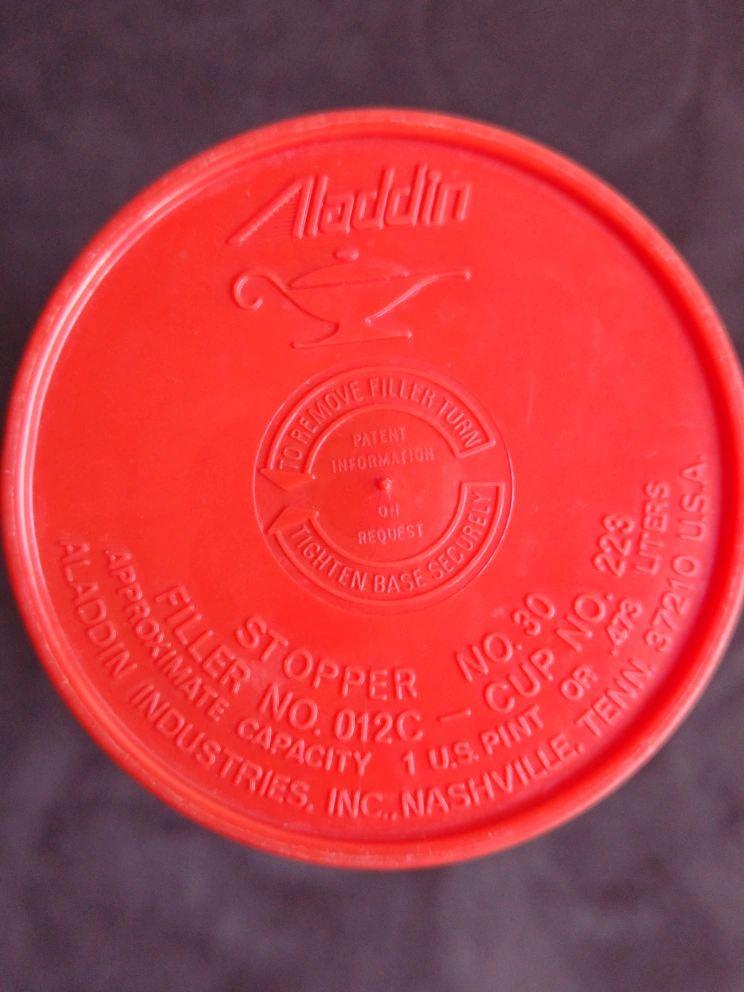 Aladdin
TO REMOVE FILLER TURN
PATENT
INFORMATION
ON
REQUEST
TIGHTEN BASE SECURELY
STOPPER NO. 30
FILLER NO. 012C — CUP NO. 223
APPROXIMATE CAPACITY 1 U.S. PINT OR .473 LITERS
ALADDIN INDUSTRIES, INC., NASHVILLE, TENN. 37210 U.S.A.